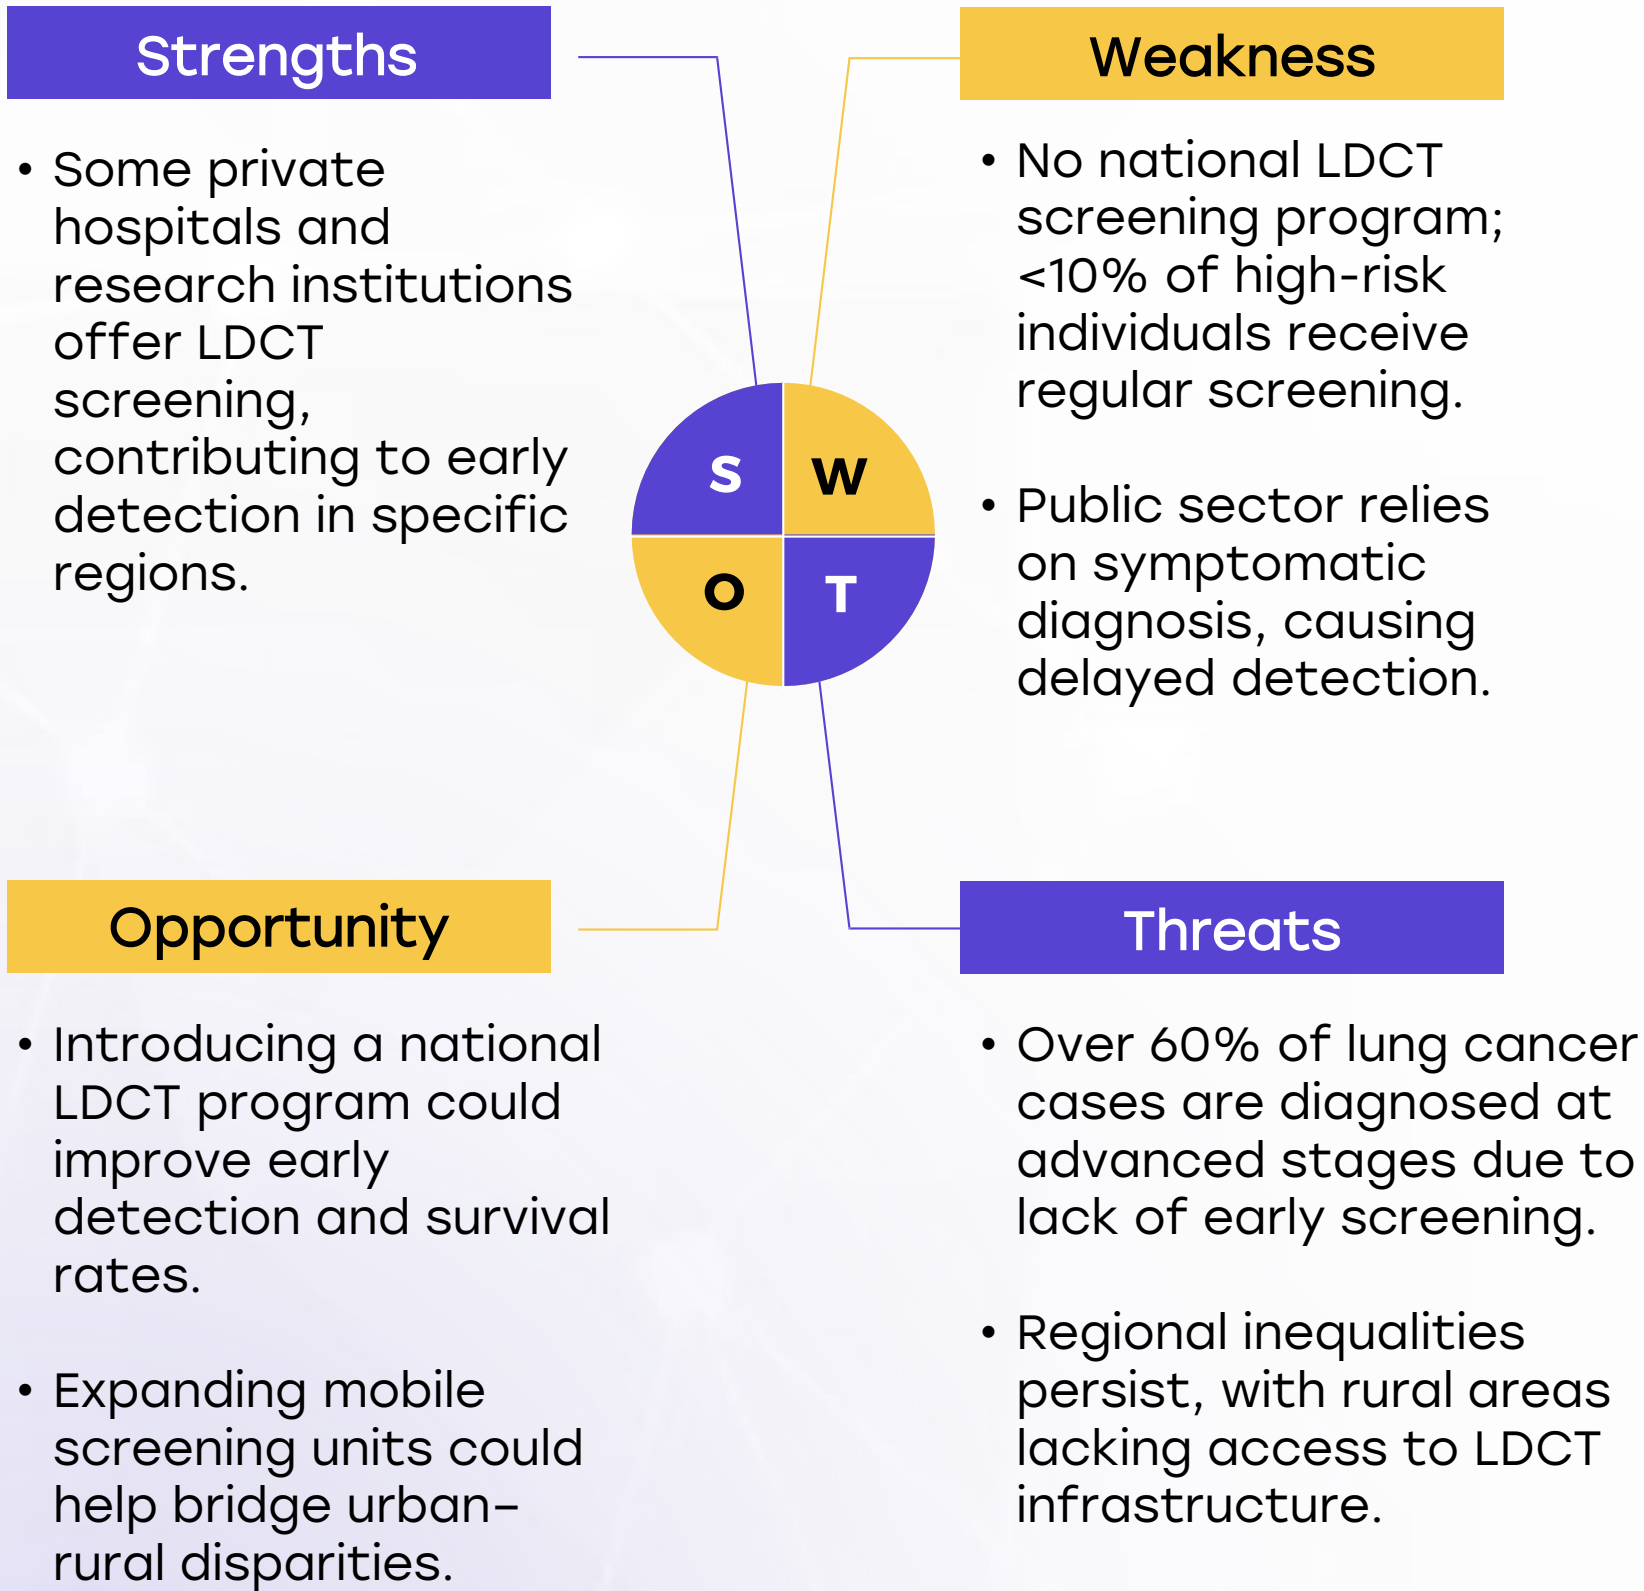 Strengths
• Some private
hospitals and
research institutions
offer LDCT
screening,
contributing to early
detection in specific
regions.
Weakness
• No national LDCT
screening program;
<10% of high-risk
individuals receive
regular screening.
• Public sector relies
on symptomatic
diagnosis, causing
delayed detection.
S W
O T
Opportunity
• Introducing a national
LDCT program could
improve early
detection and survival
rates.
• Expanding mobile
screening units could
help bridge urban–
rural disparities.
Threats
• Over 60% of lung cancer
cases are diagnosed at
advanced stages due to
lack of early screening.
• Regional inequalities
persist, with rural areas
lacking access to LDCT
infrastructure.